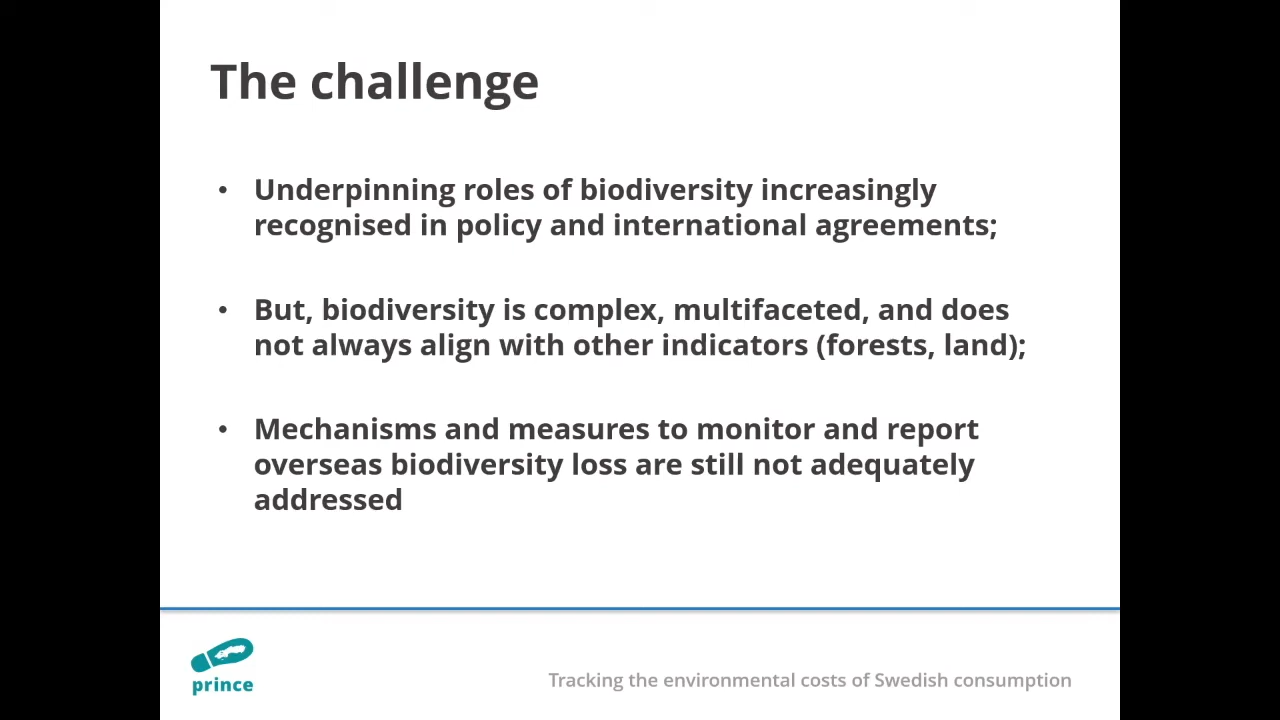 The challenge
• Underpinning roles of biodiversity increasingly
recognised in policy and international agreements;
• But, biodiversity is complex, multifaceted, and does
not always align with other indicators (forests, land);
• Mechanisms and measures to monitor and report
overseas biodiversity loss are still not adequately
addressed
prince
Tracking the environmental costs of Swedish consumption